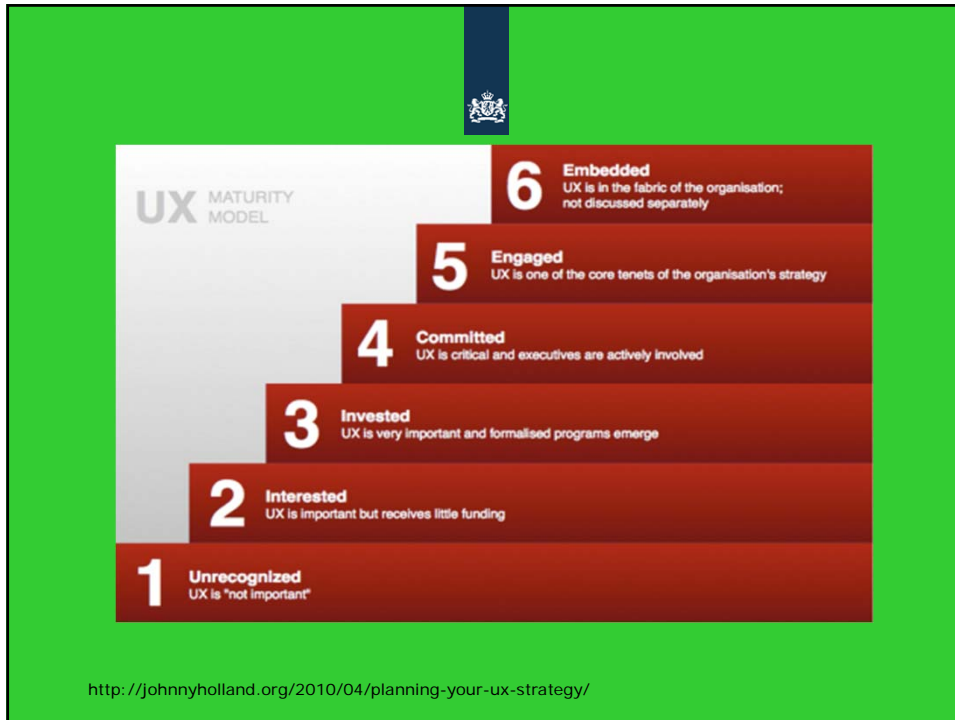 UX MATURITY
MODEL
6 Embedded
UX is in the fabric of the organisation;
not discussed separately
5 Engaged
UX is one of the core tenets of the organisation's strategy
4 Committed
UX is critical and executives are actively involved
3 Invested
UX is very important and formalised programs emerge
2 Interested
UX is important but receives little funding
1 Unrecognized
UX is "not important"
http://johnnyholland.org/2010/04/planning-your-ux-strategy/